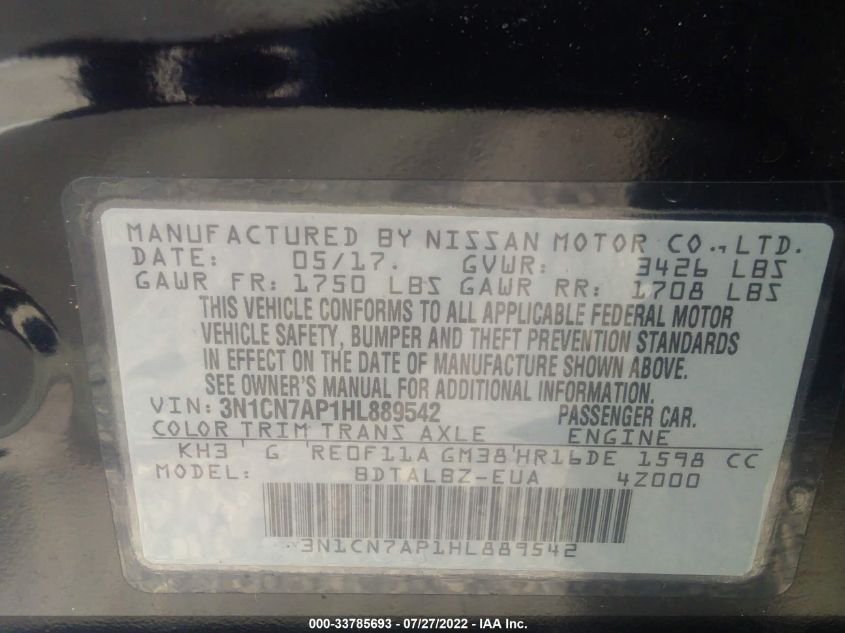 MANUFACTURED BY NISSAN MOTOR CO., LTD.
DATE: 05/17. GVWR: 3426 LBS
GAWR FR: 1750 LBS GAWR RR: 1708 LBS
THIS VEHICLE CONFORMS TO ALL APPLICABLE FEDERAL MOTOR
VEHICLE SAFETY, BUMPER AND THEFT PREVENTION STANDARDS
IN EFFECT ON THE DATE OF MANUFACTURE SHOWN ABOVE.
SEE OWNER'S MANUAL FOR ADDITIONAL INFORMATION.
VIN: 3N1CN7AP1HL889542 PASSENGER CAR.
COLOR TRIM TRANS AXLE ENGINE
KH3 ' G 'RE0F11A GM38'HR16DE 1598 CC
MODEL: BDTALBZ-EUA 4Z000
3N1CN7AP1HL889542
000-33785693 - 07/27/2022 - IAA Inc.